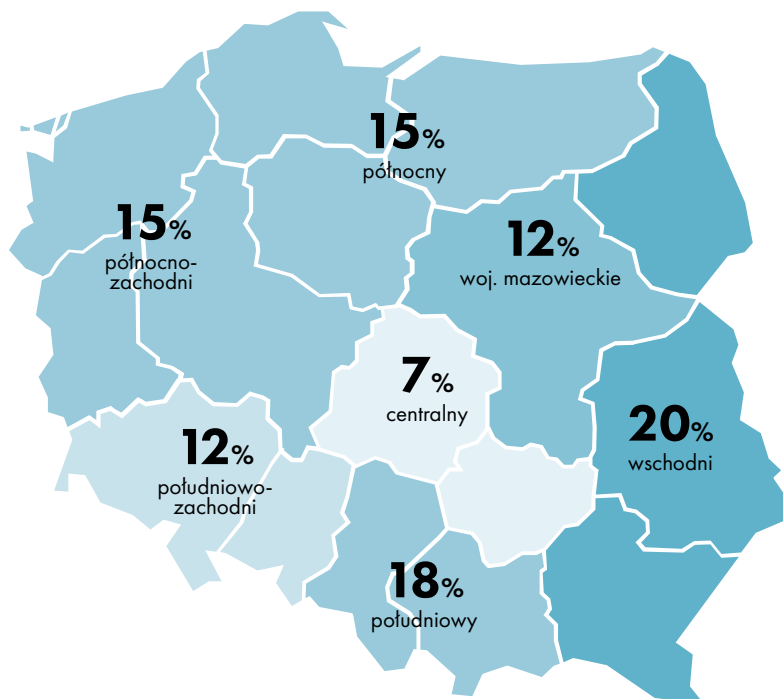 15%
północny
15%
północno-
zachodni
12%
woj. mazowieckie
7%
centralny
20%
wschodni
12%
południowo-
zachodni
18%
południowy